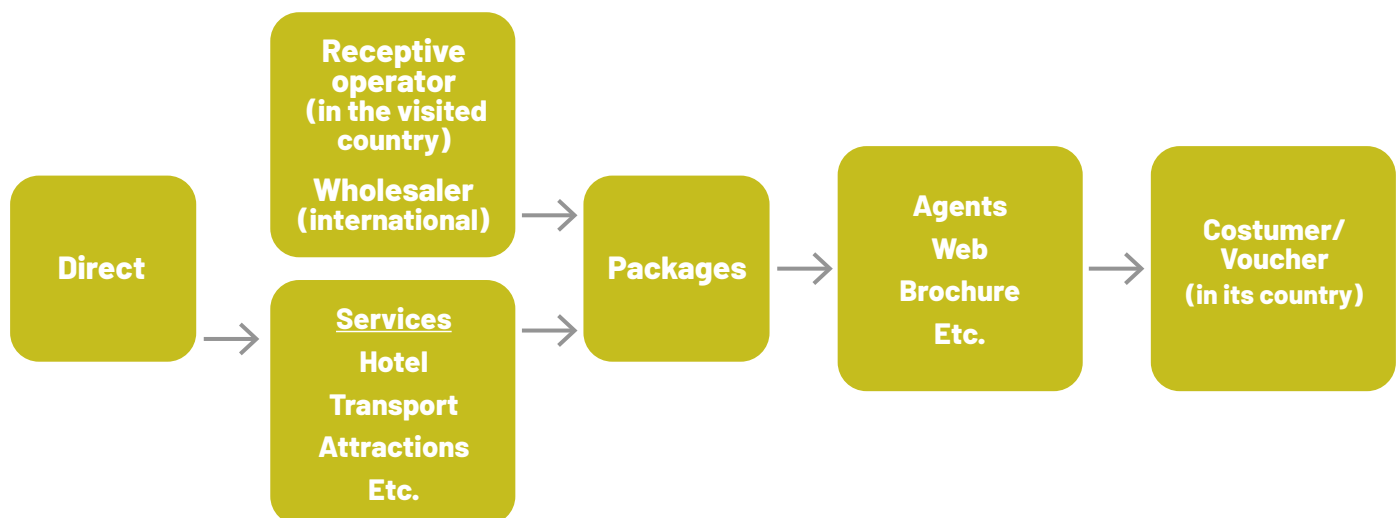 Direct
Receptive
operator
(in the visited
country)
Wholesaler
(international)
Services
Hotel
Transport
Attractions
Etc.
Packages
Agents
Web
Brochure
Etc.
Costumer/
Voucher
(in its country)